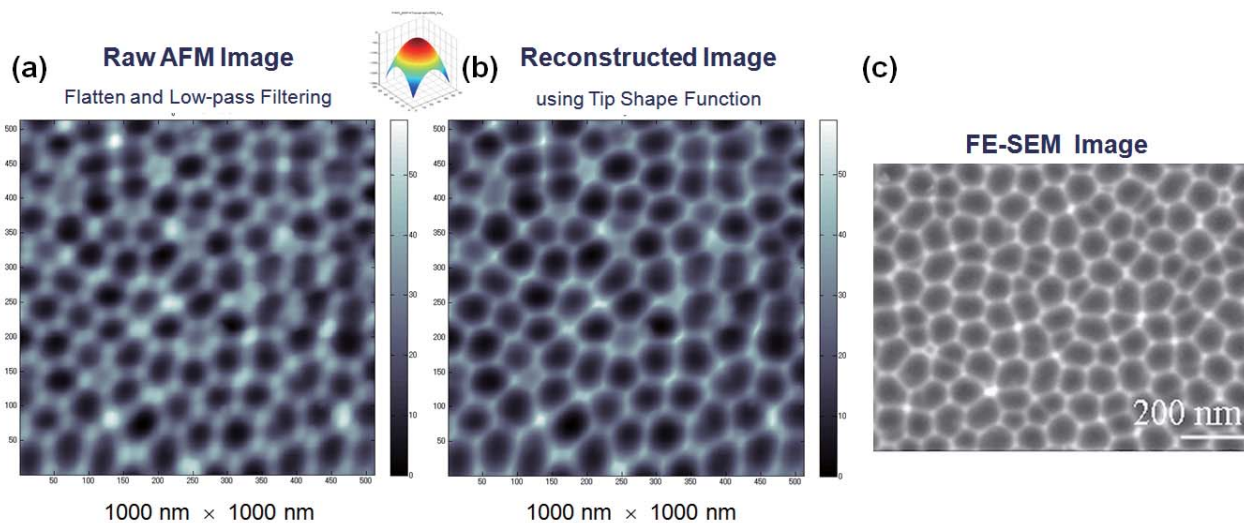 (a)
Raw AFM Image
Flatten and Low-pass Filtering
(b)
Reconstructed Image
using Tip Shape Function
(c)
FE-SEM Image
500
450
400
350
300
250
200
150
100
50
50 100 150 200 250 300 350 400 450 500
50
40
30
20
10
0
500
450
400
350
300
250
200
150
100
50
50 100 150 200 250 300 350 400 450 500
50
40
30
20
10
0
200 nm
1000 nm × 1000 nm
1000 nm × 1000 nm